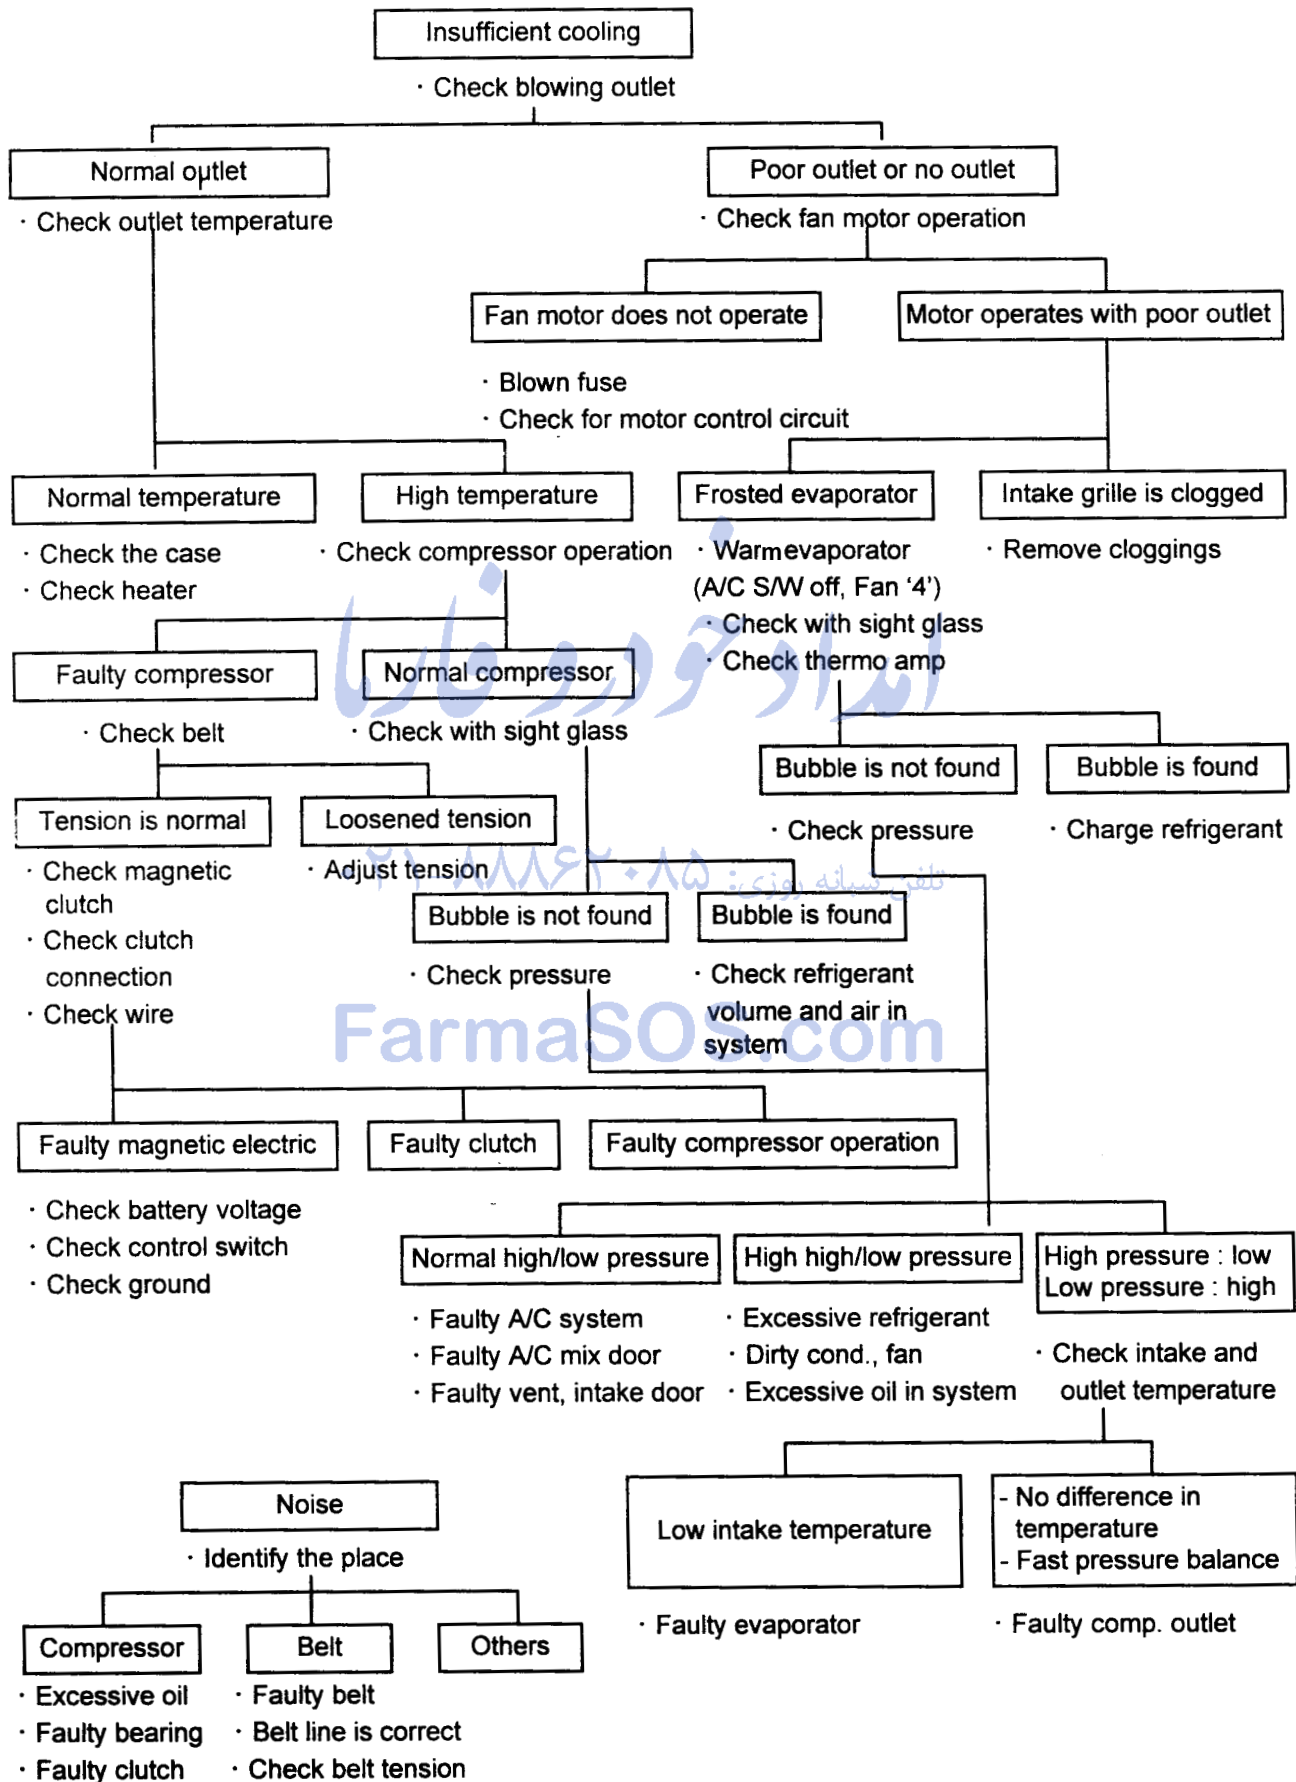 Insufficient cooling
· Check blowing outlet
Normal outlet
· Check outlet temperature
Poor outlet or no outlet
· Check fan motor operation
Fan motor does not operate
· Blown fuse
· Check for motor control circuit
Motor operates with poor outlet
Normal temperature
· Check the case
· Check heater
High temperature
· Check compressor operation
Frosted evaporator
· Warm evaporator
(A/C S/W off, Fan ‘4’)
· Check with sight glass
· Check thermo amp
Intake grille is clogged
· Remove cloggings
امداد خودرو فارما
Faulty compressor
· Check belt
Normal compressor
· Check with sight glass
Bubble is not found
· Check pressure
Bubble is found
· Charge refrigerant
Tension is normal
· Check magnetic
clutch
· Check clutch
connection
· Check wire
Loosened tension
· Adjust tension
تلفن شبانه روزی: ۸۸۸۶۲۰۸۵-۰۲۱
Bubble is not found
· Check pressure
Bubble is found
· Check refrigerant
volume and air in
system
FarmaSOS.com
Faulty magnetic electric
· Check battery voltage
· Check control switch
· Check ground
Faulty clutch
Faulty compressor operation
Normal high/low pressure
· Faulty A/C system
· Faulty A/C mix door
· Faulty vent, intake door
High high/low pressure
· Excessive refrigerant
· Dirty cond., fan
· Excessive oil in system
High pressure : low
Low pressure : high
· Check intake and
outlet temperature
Low intake temperature
· Faulty evaporator
- No difference in
temperature
- Fast pressure balance
· Faulty comp. outlet
Noise
· Identify the place
Compressor
· Excessive oil
· Faulty bearing
· Faulty clutch
Belt
· Faulty belt
· Belt line is correct
· Check belt tension
Others